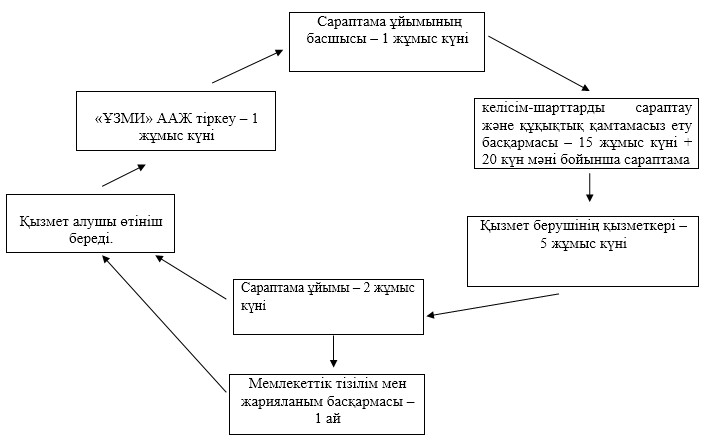 Сараптама ұйымының
басшысы – 1 жұмыс күні
«ҰЗМИ» ААЖ тіркеу – 1
жұмыс күні
келісім-шарттарды сараптау
және құқықтық қамтамасыз ету
басқармасы – 15 жұмыс күні +
20 күн мәні бойынша сараптама
Қызмет алушы өтініш
береді.
Қызмет берушінің қызметкері –
5 жұмыс күні
Сараптама ұйымы – 2 жұмыс
күні
Мемлекеттік тізілім мен
жарияланым басқармасы –
1 ай